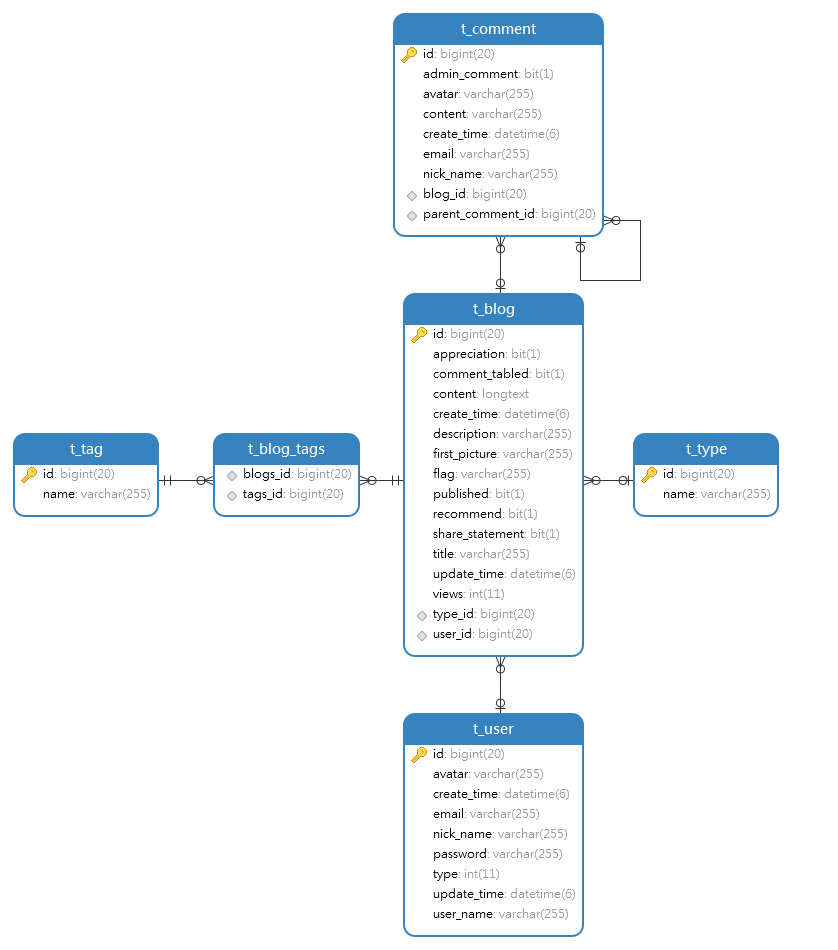 t_comment
id: bigint(20)
admin_comment: bit(1)
avatar: varchar(255)
content: varchar(255)
create_time: datetime(6)
email: varchar(255)
nick_name: varchar(255)
blog_id: bigint(20)
parent_comment_id: bigint(20)
t_blog
id: bigint(20)
appreciation: bit(1)
comment_tabled: bit(1)
content: longtext
create_time: datetime(6)
description: varchar(255)
first_picture: varchar(255)
flag: varchar(255)
published: bit(1)
recommend: bit(1)
share_statement: bit(1)
title: varchar(255)
update_time: datetime(6)
views: int(11)
type_id: bigint(20)
user_id: bigint(20)
t_tag
id: bigint(20)
name: varchar(255)
t_blog_tags
blogs_id: bigint(20)
tags_id: bigint(20)
t_type
id: bigint(20)
name: varchar(255)
t_user
id: bigint(20)
avatar: varchar(255)
create_time: datetime(6)
email: varchar(255)
nick_name: varchar(255)
password: varchar(255)
type: int(11)
update_time: datetime(6)
user_name: varchar(255)